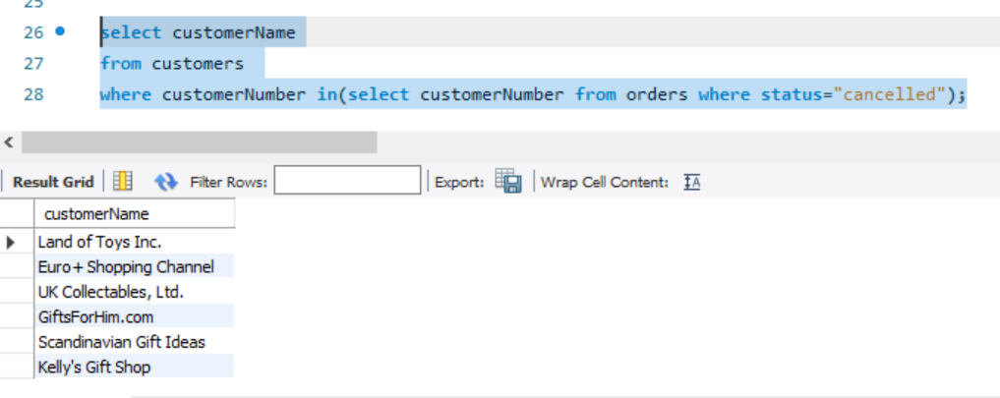 25
26 select customerName
27 from customers
28 where customerNumber in(select customerNumber from orders where status="cancelled");
Result Grid Filter Rows: Export: Wrap Cell Content: IA
customerName
Land of Toys Inc.
Euro+ Shopping Channel
UK Collectables, Ltd.
GiftsForHim.com
Scandinavian Gift Ideas
Kelly's Gift Shop